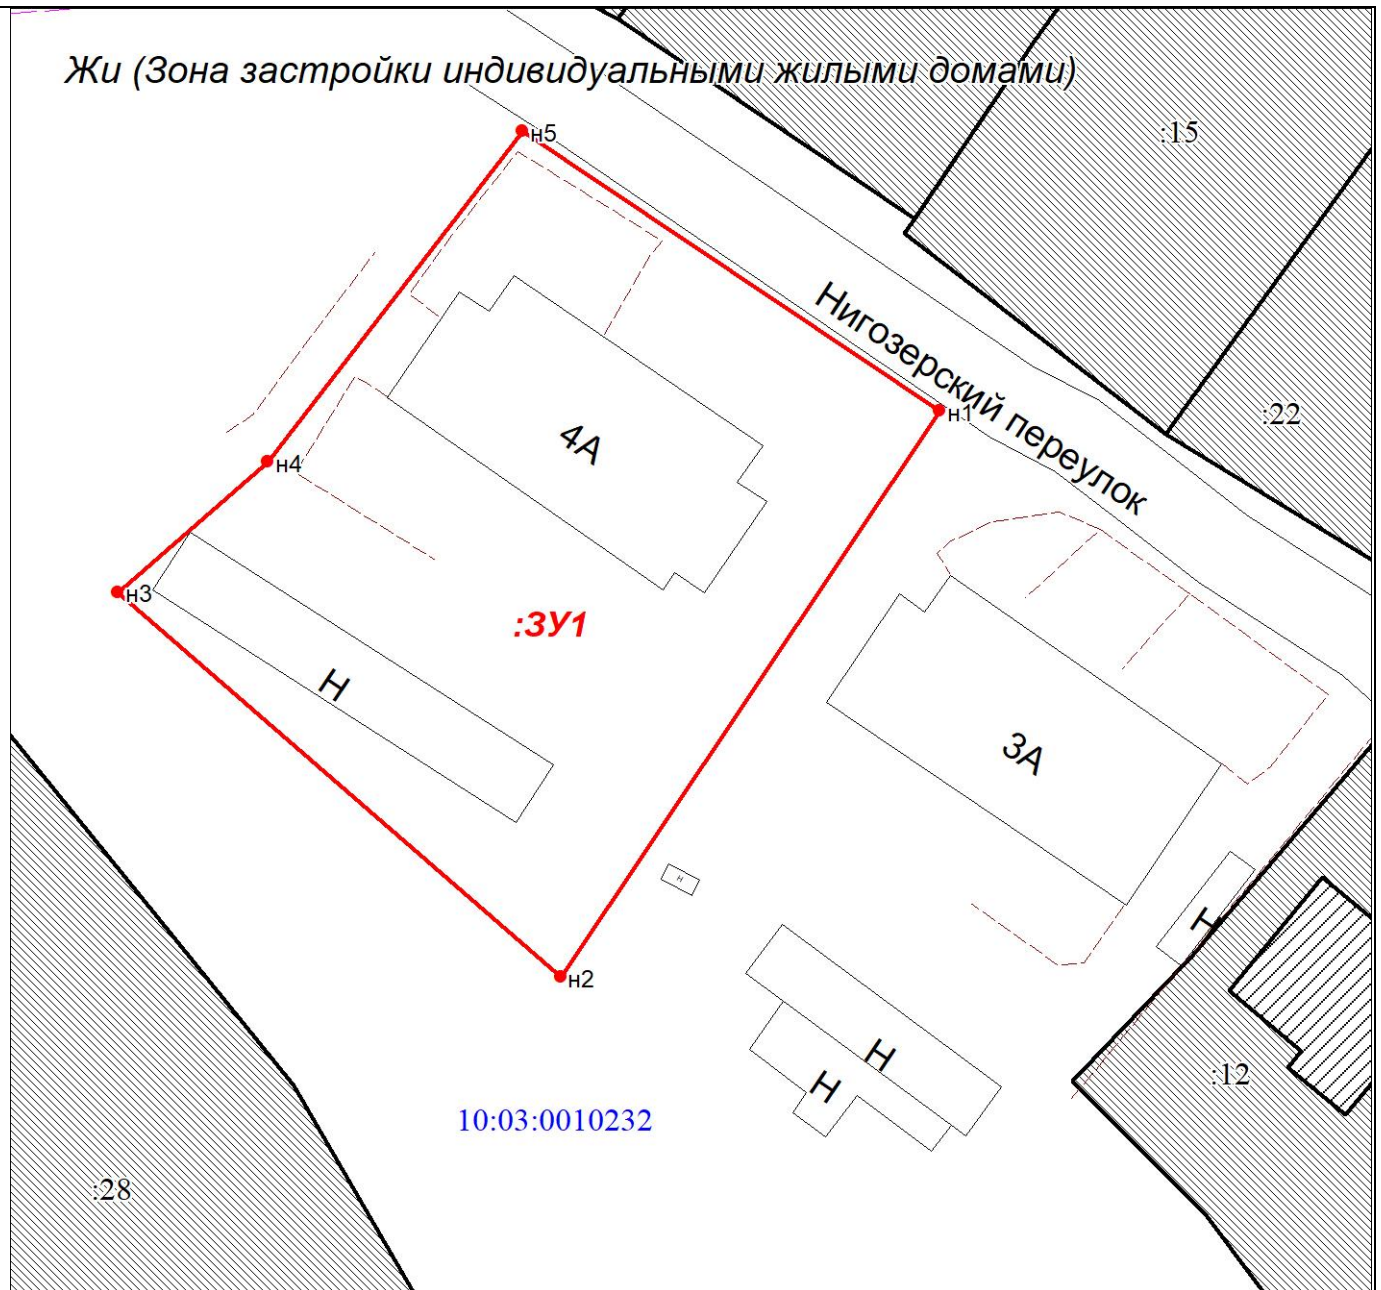 Жи (Зона застройки индивидуальными жилыми домами)
:15
н5
Нигозерский переулок
н1
:22
4А
н4
н3
:ЗУ1
Н
3А
н
Н
н2
Н
Н
:12
10:03:0010232
:28